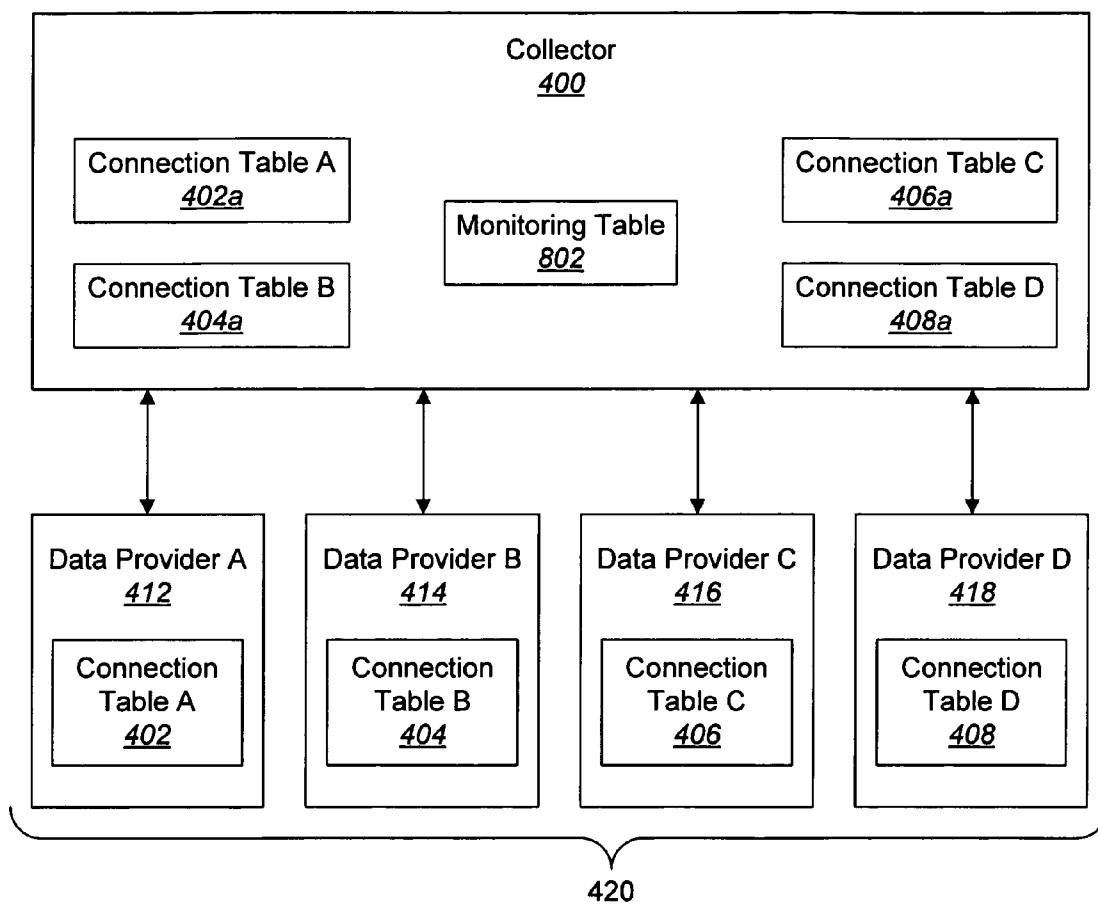 Collector
400
Connection Table A
402a
Connection Table C
406a
Monitoring Table
802
Connection Table B
404a
Connection Table D
408a
Data Provider A
412
Connection
Table A
402
Data Provider B
414
Connection
Table B
404
Data Provider C
416
Connection
Table C
406
Data Provider D
418
Connection
Table D
408
420